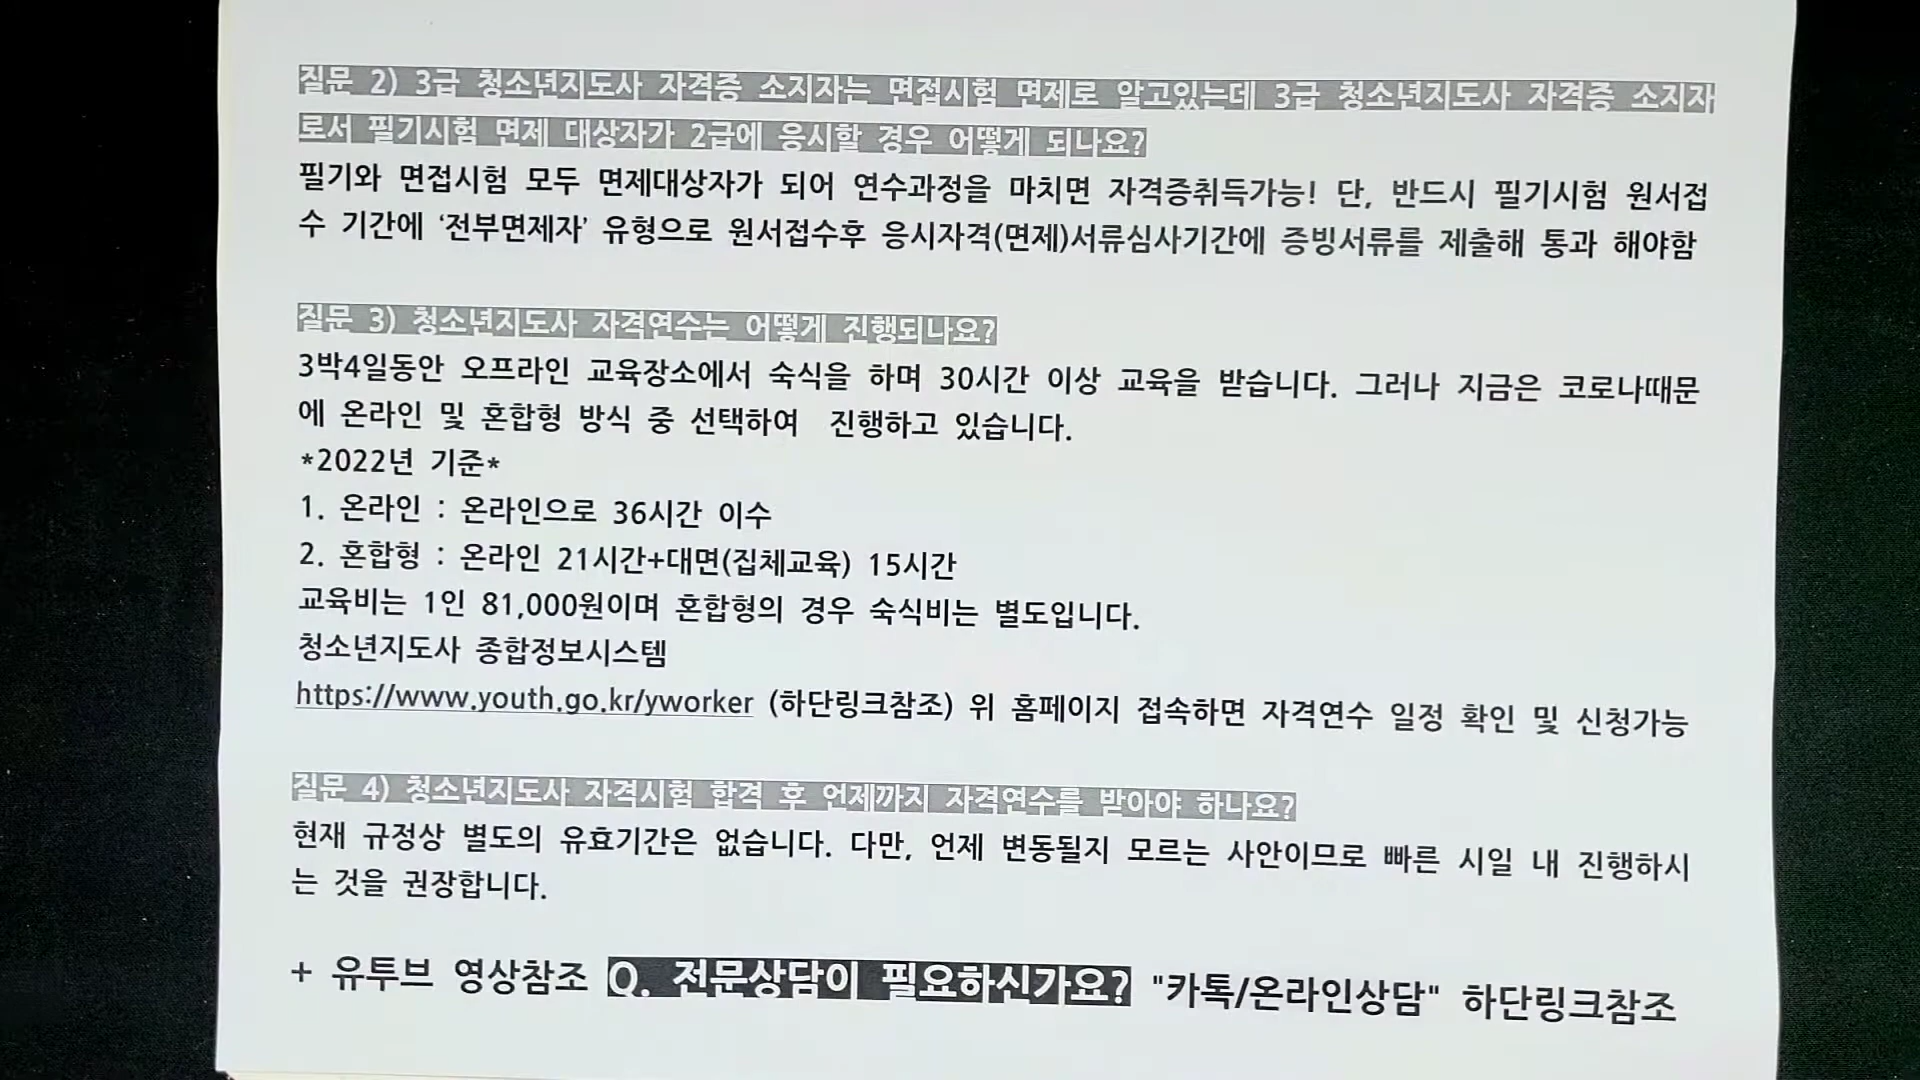 질문 2) 3급 청소년지도사 자격증 소지자는 면접시험 면제로 알고있는데 3급 청소년지도사 자격증 소지자
로서 필기시험 면제 대상자가 2급에 응시할 경우 어떻게 되나요?
필기와 면접시험 모두 면제대상자가 되어 연수과정을 마치면 자격증취득가능! 단, 반드시 필기시험 원서접
수 기간에 ‘전부면제자’ 유형으로 원서접수후 응시자격(면제)서류심사기간에 증빙서류를 제출해 통과 해야함
질문 3) 청소년지도사 자격연수는 어떻게 진행되나요?
3박4일동안 오프라인 교육장소에서 숙식을 하며 30시간 이상 교육을 받습니다. 그러나 지금은 코로나때문
에 온라인 및 혼합형 방식 중 선택하여 진행하고 있습니다.
*2022년 기준*
1. 온라인 : 온라인으로 36시간 이수
2. 혼합형 : 온라인 21시간+대면(집체교육) 15시간
교육비는 1인 81,000원이며 혼합형의 경우 숙식비는 별도입니다.
청소년지도사 종합정보시스템
https://www.youth.go.kr/yworker (하단링크참조) 위 홈페이지 접속하면 자격연수 일정 확인 및 신청가능
질문 4) 청소년지도사 자격시험 합격 후 언제까지 자격연수를 받아야 하나요?
현재 규정상 별도의 유효기간은 없습니다. 다만, 언제 변동될지 모르는 사안이므로 빠른 시일 내 진행하시
는 것을 권장합니다.
+ 유투브 영상참조 Q. 전문상담이 필요하신가요? "카톡/온라인상담" 하단링크참조